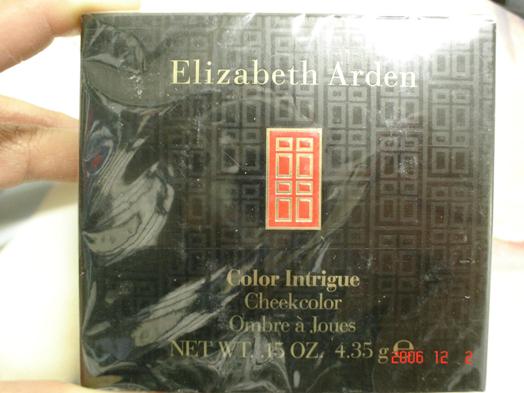 Elizabeth Arden
Color Intrigue
Cheekcolor
Ombre à Joues
NET WT. .15 OZ. 4.35 g ℮
2006 12 2